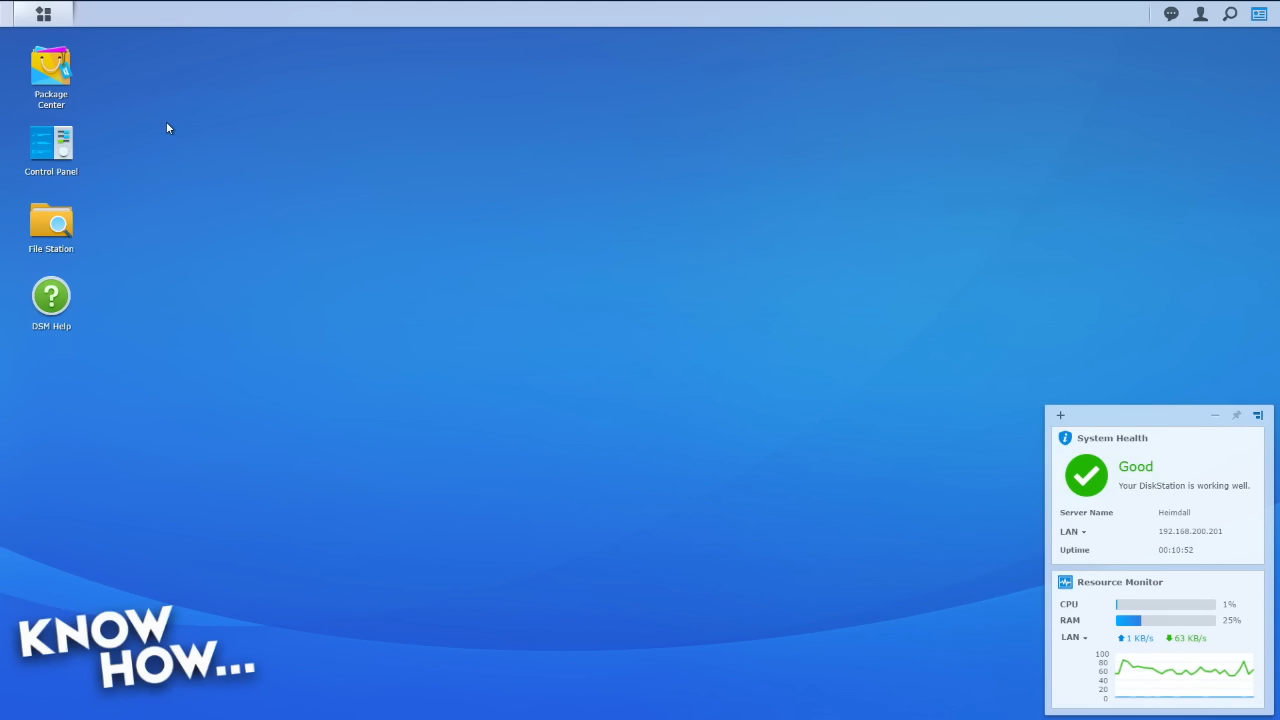 Package
Center
Control Panel
File Station
DSM Help
System Health
Good
Your DiskStation is working well.
Server Name Heimdall
LAN 192.168.200.201
Uptime 00:10:52
Resource Monitor
CPU 1%
RAM 25%
LAN 1 KB/s 63 KB/s
100
80
60
40
20
0
KNOW
HOW...